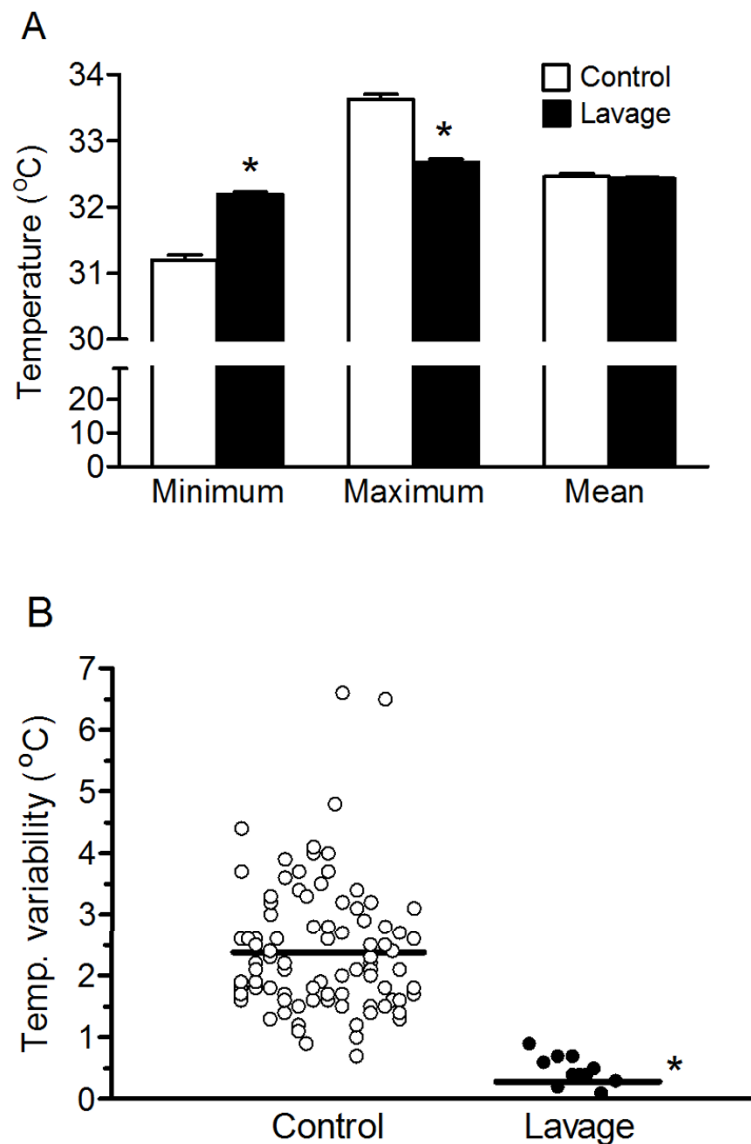 A
Control
Lavage
Temperature (°C)
34
33
32
31
30
20
10
0
*
*
Minimum Maximum Mean
B
Temp. variability (°C)
7
6
5
4
3
2
1
0
*
Control Lavage